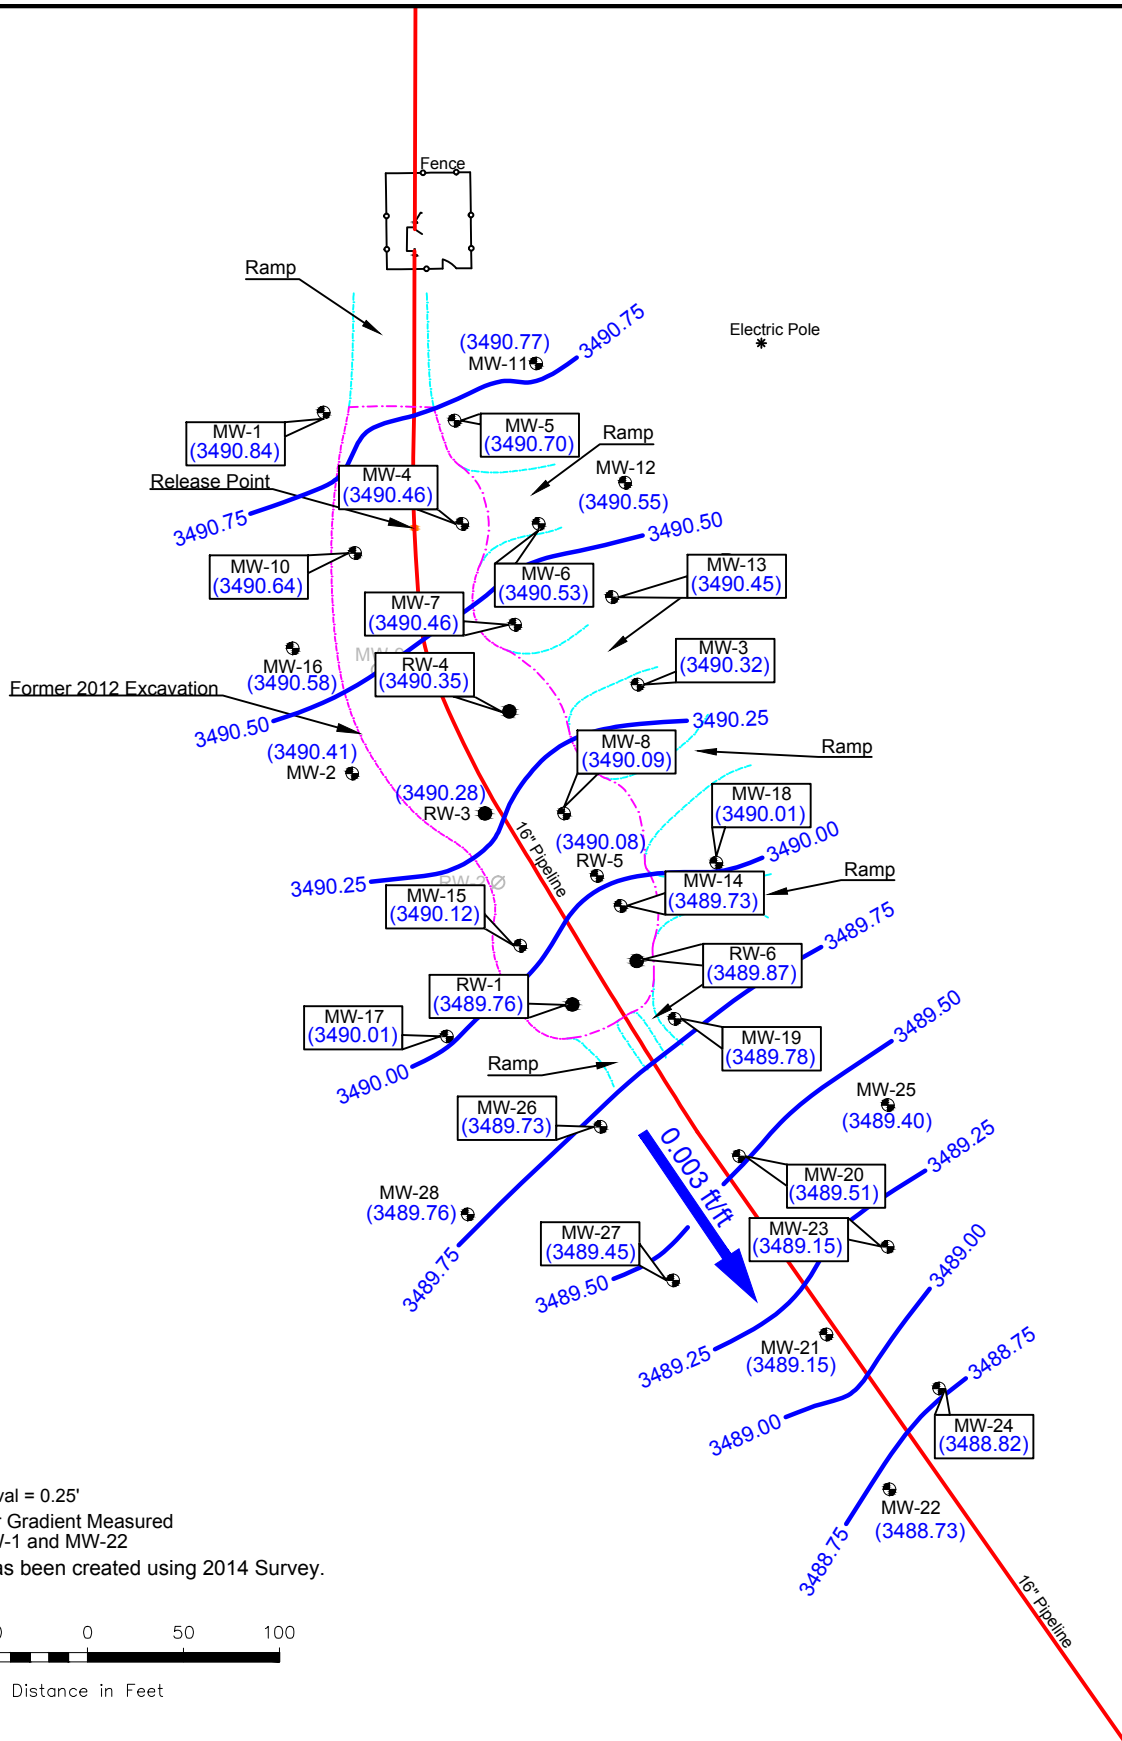 Fence
Ramp
3490.75
(3490.77)
MW-11
Electric Pole
MW-1
(3490.84)
MW-5
(3490.70)
Ramp
MW-4
(3490.46)
MW-12
(3490.55)
Release Point
3490.75
3490.50
MW-10
(3490.64)
MW-6
(3490.53)
MW-13
(3490.45)
MW-7
(3490.46)
MW-16
(3490.58)
RW-4
(3490.35)
MW-3
(3490.32)
Former 2012 Excavation
3490.50
3490.25
(3490.41)
MW-2
MW-8
(3490.09)
Ramp
(3490.28)
RW-3
MW-18
(3490.01)
16" Pipeline
(3490.08)
RW-5
3490.00
3490.25
RW-2
MW-15
(3490.12)
MW-14
(3489.73)
Ramp
3489.75
RW-1
(3489.76)
RW-6
(3489.87)
MW-17
(3490.01)
3489.50
MW-19
(3489.78)
3490.00
Ramp
MW-26
(3489.73)
MW-25
(3489.40)
0.003 ft/ft
3489.25
MW-28
(3489.76)
MW-20
(3489.51)
MW-27
(3489.45)
MW-23
(3489.15)
3489.75
3489.50
3489.00
3489.25
MW-21
(3489.15)
3488.75
3489.00
MW-24
(3488.82)
MW-22
(3488.73)
3488.75
16" Pipeline
val = 0.25'
Gradient Measured
W-1 and MW-22
as been created using 2014 Survey.
0 0 50 100
Distance in Feet